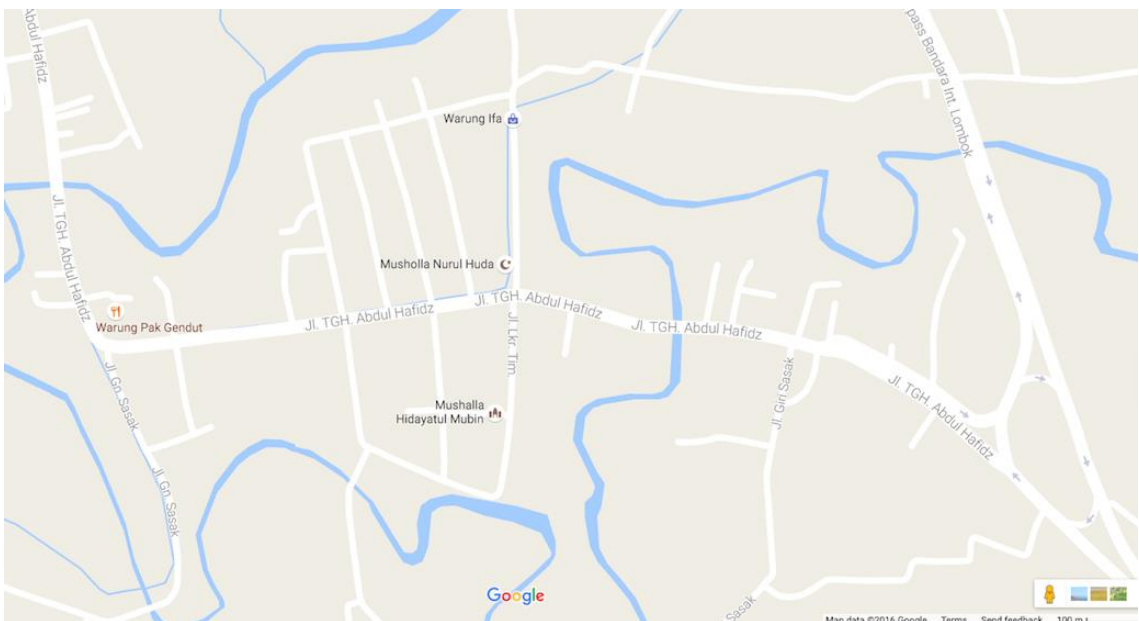 Abdul Hafidz
pass Bandara Int. Lombok
Warung Ifa
Jl. TGH. Abdul Hafidz
Musholla Nurul Huda
Jl. TGH. Abdul Hafidz
Jl. TGH. Abdul Hafidz
Jl. TGH. Abdul Hafidz
Warung Pak Gendut
Jl. Lkr. Tim.
Jl. Gn. Sasak
Jl. Giri Sasak
Jl. TGH. Abdul Hafidz
Mushalla
Hidayatul Mubin
Jl. Gn. Sasak
Google
Sasak
Map data ©2016 Google Terms Send feedback 100 m